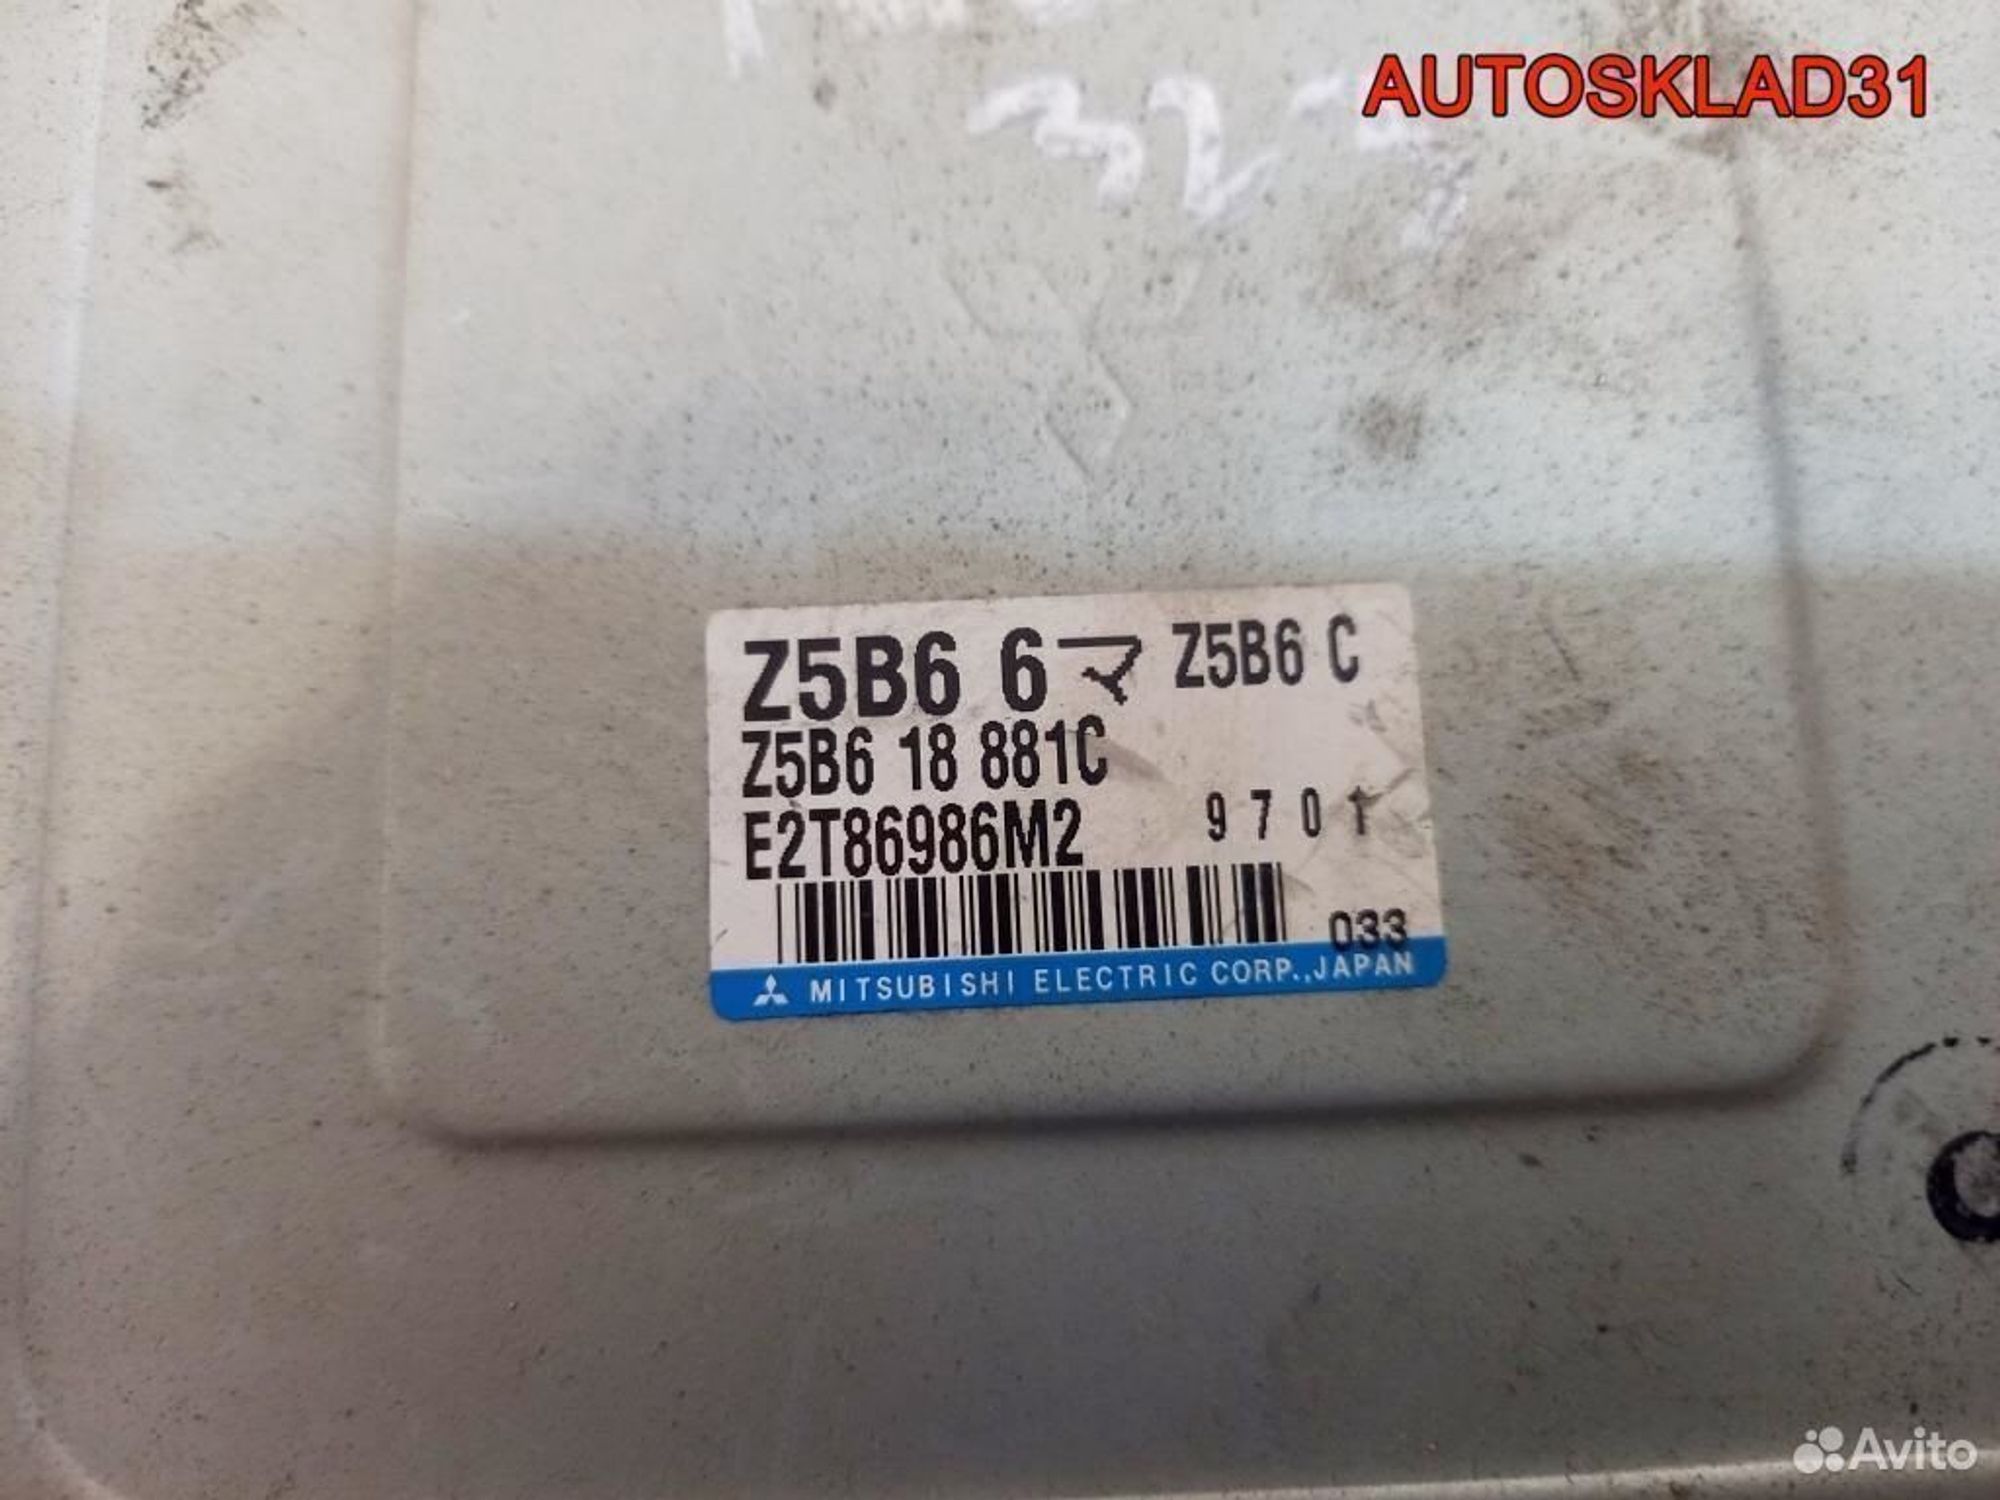 AUTOSKLAD31
Z5B6 6マ Z5B6 C
Z5B6 18 881C
E2T86986M2 9701
033
MITSUBISHI ELECTRIC CORP.,JAPAN
Avito